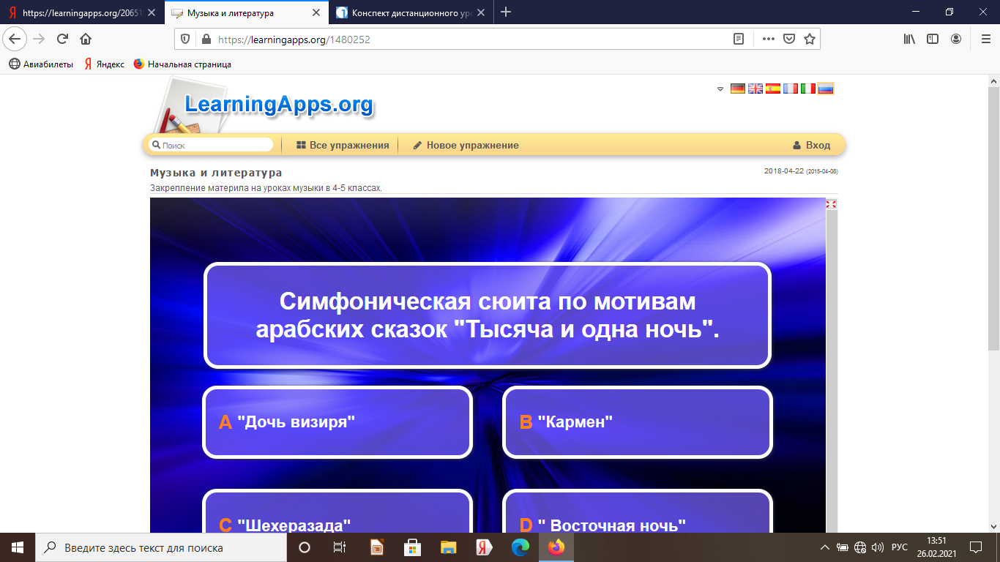 https://learningapps.org/20651
Музыка и литература
Конспект дистанционного уро
https://learningapps.org/1480252
Авиабилеты
Яндекс
Начальная страница
LearningApps.org
Поиск
Все упражнения
Новое упражнение
Вход
Музыка и литература
2018-04-22 (2015-04-08)
Закрепление материла на уроках музыки в 4-5 классах.
Симфоническая сюита по мотивам
арабских сказок "Тысяча и одна ночь".
A "Дочь визиря"
B "Кармен"
C "Шехеразада"
D " Восточная ночь"
Введите здесь текст для поиска
РУС
13:51
26.02.2021